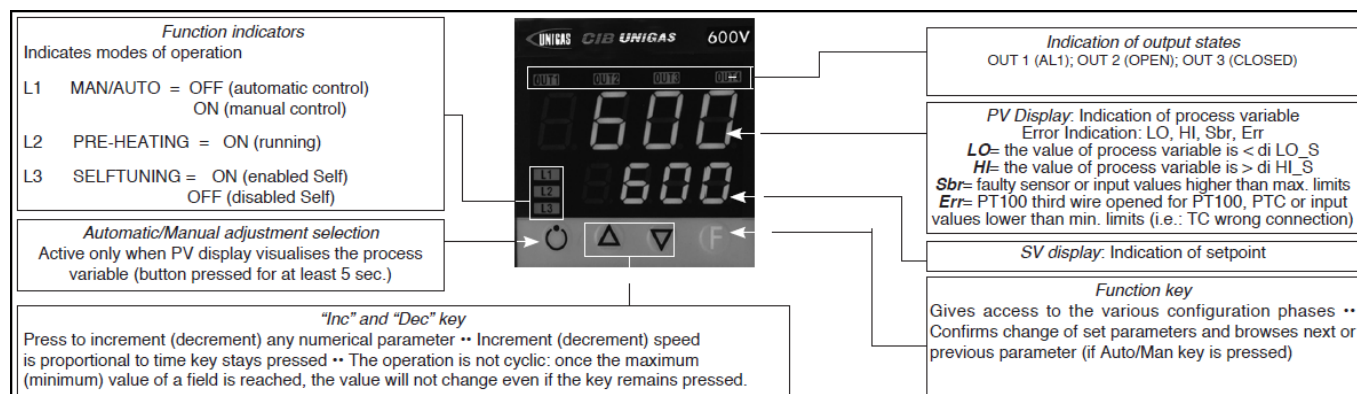 Function indicators
Indicates modes of operation
L1 MAN/AUTO = OFF (automatic control)
ON (manual control)
L2 PRE-HEATING = ON (running)
L3 SELFTUNING = ON (enabled Self)
OFF (disabled Self)
Automatic/Manual adjustment selection
Active only when PV display visualises the process
variable (button pressed for at least 5 sec.)
"Inc" and "Dec" key
Press to increment (decrement) any numerical parameter •• Increment (decrement) speed
is proportional to time key stays pressed •• The operation is not cyclic: once the maximum
(minimum) value of a field is reached, the value will not change even if the key remains pressed.
UNIGAS CIB UNIGAS 600V
OUT1 OUT2 OUT3 OUT4
600
L1
L2
L3
600
F
Indication of output states
OUT 1 (AL1); OUT 2 (OPEN); OUT 3 (CLOSED)
PV Display: Indication of process variable
Error Indication: LO, HI, Sbr, Err
LO= the value of process variable is < di LO_S
HI= the value of process variable is > di HI_S
Sbr= faulty sensor or input values higher than max. limits
Err= PT100 third wire opened for PT100, PTC or input
values lower than min. limits (i.e.: TC wrong connection)
SV display: Indication of setpoint
Function key
Gives access to the various configuration phases ••
Confirms change of set parameters and browses next or
previous parameter (if Auto/Man key is pressed)